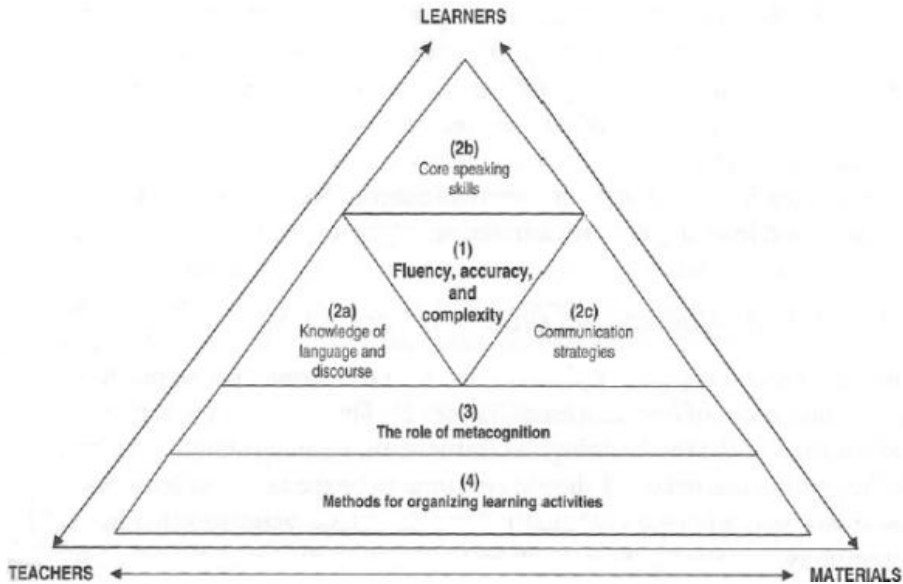 LEARNERS
(2b)
Core speaking
skills
(1)
Fluency, accuracy,
and
complexity
(2a)
Knowledge of
language and
discourse
(2c)
Communication
strategies
(3)
The role of metacognition
(4)
Methods for organizing learning activities
TEACHERS
MATERIALS